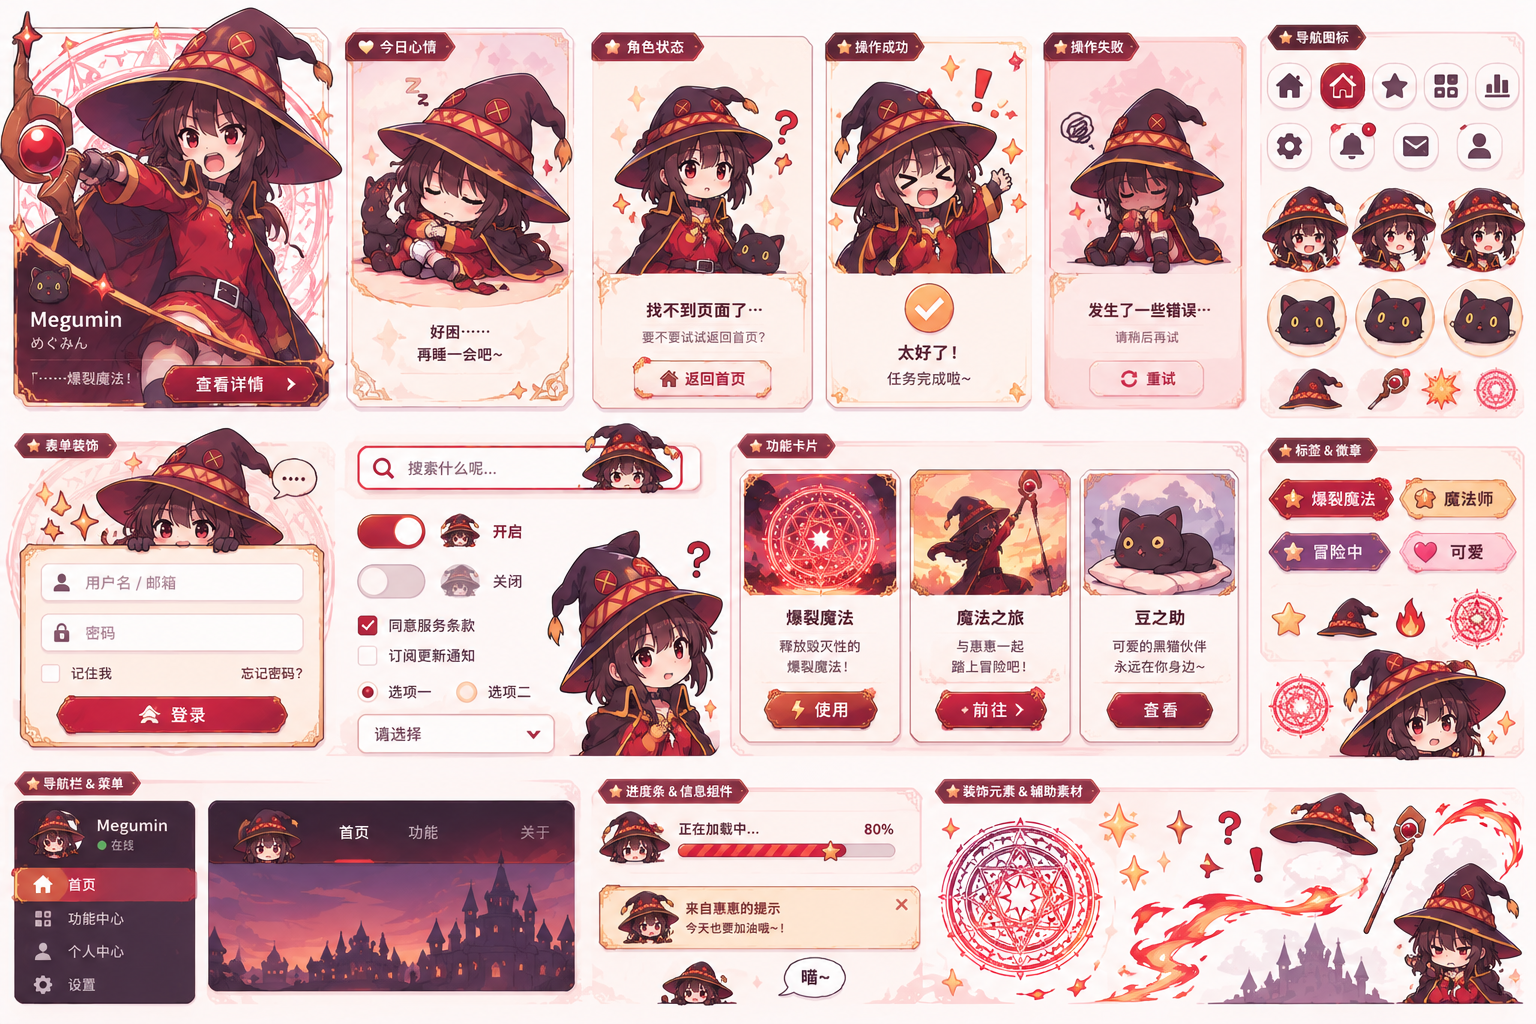 Megumin
めぐみん
「……爆裂魔法！
查看详情
今日心情
好困……
再睡一会吧~
角色状态
找不到页面了…
要不要试试返回首页？
返回首页
操作成功
太好了！
任务完成啦~
操作失败
发生了一些错误…
请稍后再试
重试
导航图标
表单装饰
用户名 / 邮箱
密码
记住我
忘记密码?
登录
搜索什么呢...
开启
关闭
同意服务条款
订阅更新通知
选项一
选项二
请选择
功能卡片
爆裂魔法
释放毁灭性的
爆裂魔法！
使用
魔法之旅
与惠惠一起
踏上冒险吧！
前往
豆之助
可爱的黑猫伙伴
永远在你身边~
查看
标签 & 徽章
爆裂魔法
魔法师
冒险中
可爱
导航栏 & 菜单
Megumin
在线
首页
功能中心
个人中心
设置
首页
功能
关于
进度条 & 信息组件
正在加载中...
80%
来自惠惠的提示
今天也要加油哦~！
喵~
装饰元素 & 辅助素材